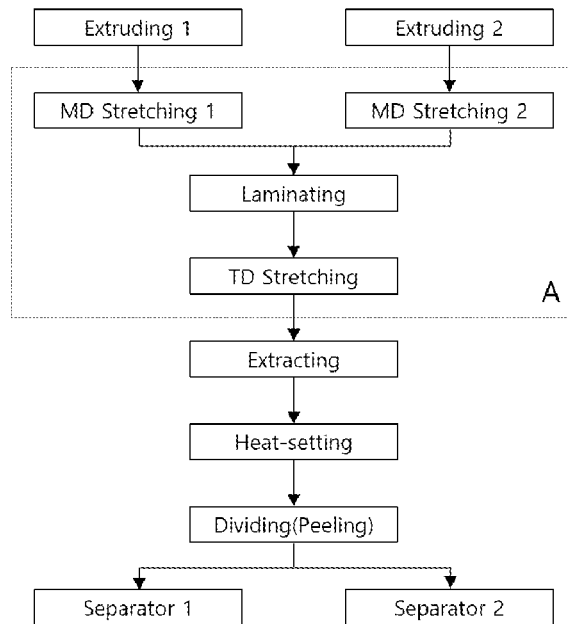 Extruding 1
Extruding 2
MD Stretching 1
MD Stretching 2
Laminating
TD Stretching
A
Extracting
Heat-setting
Dividing(Peeling)
Separator 1
Separator 2